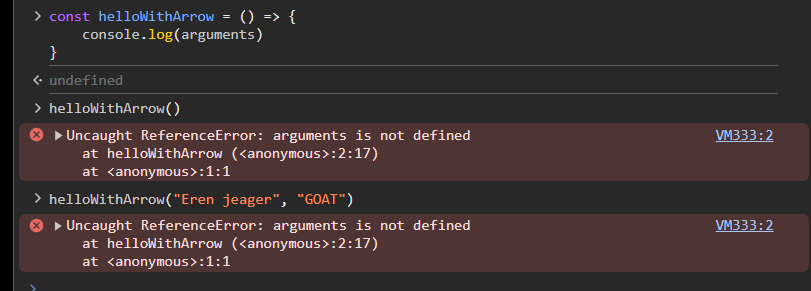 const helloWithArrow = () => {
    console.log(arguments)
}
undefined
helloWithArrow()
Uncaught ReferenceError: arguments is not defined VM333:2
    at helloWithArrow (<anonymous>:2:17)
    at <anonymous>:1:1
helloWithArrow("Eren jeager", "GOAT")
Uncaught ReferenceError: arguments is not defined VM333:2
    at helloWithArrow (<anonymous>:2:17)
    at <anonymous>:1:1